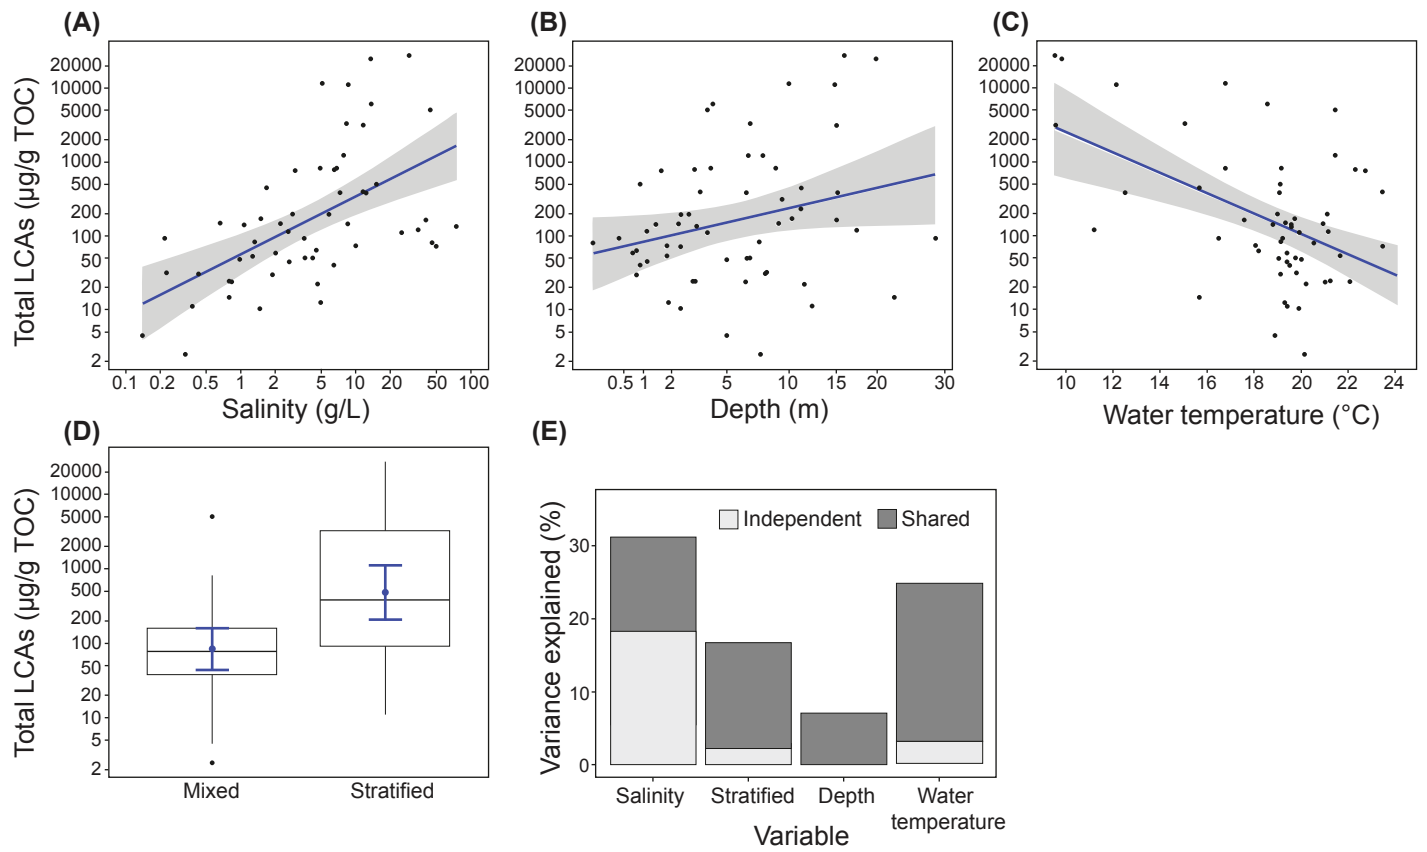 (A)
Total LCAs (µg/g TOC)
20000
10000
5000
2000
1000
500
200
100
50
20
10
5
2
0.1 0.2 0.5 1 2 5 10 20 50 100
Salinity (g/L)
(B)
20000
10000
5000
2000
1000
500
200
100
50
20
10
5
2
0.5 1 2 5 10 15 20 30
Depth (m)
(C)
20000
10000
5000
2000
1000
500
200
100
50
20
10
5
2
10 12 14 16 18 20 22 24
Water temperature (°C)
(D)
Total LCAs (µg/g TOC)
20000
10000
5000
2000
1000
500
200
100
50
20
10
5
2
Mixed Stratified
(E)
Variance explained (%)
Independent Shared
30
20
10
0
Salinity Stratified Depth Water
temperature
Variable